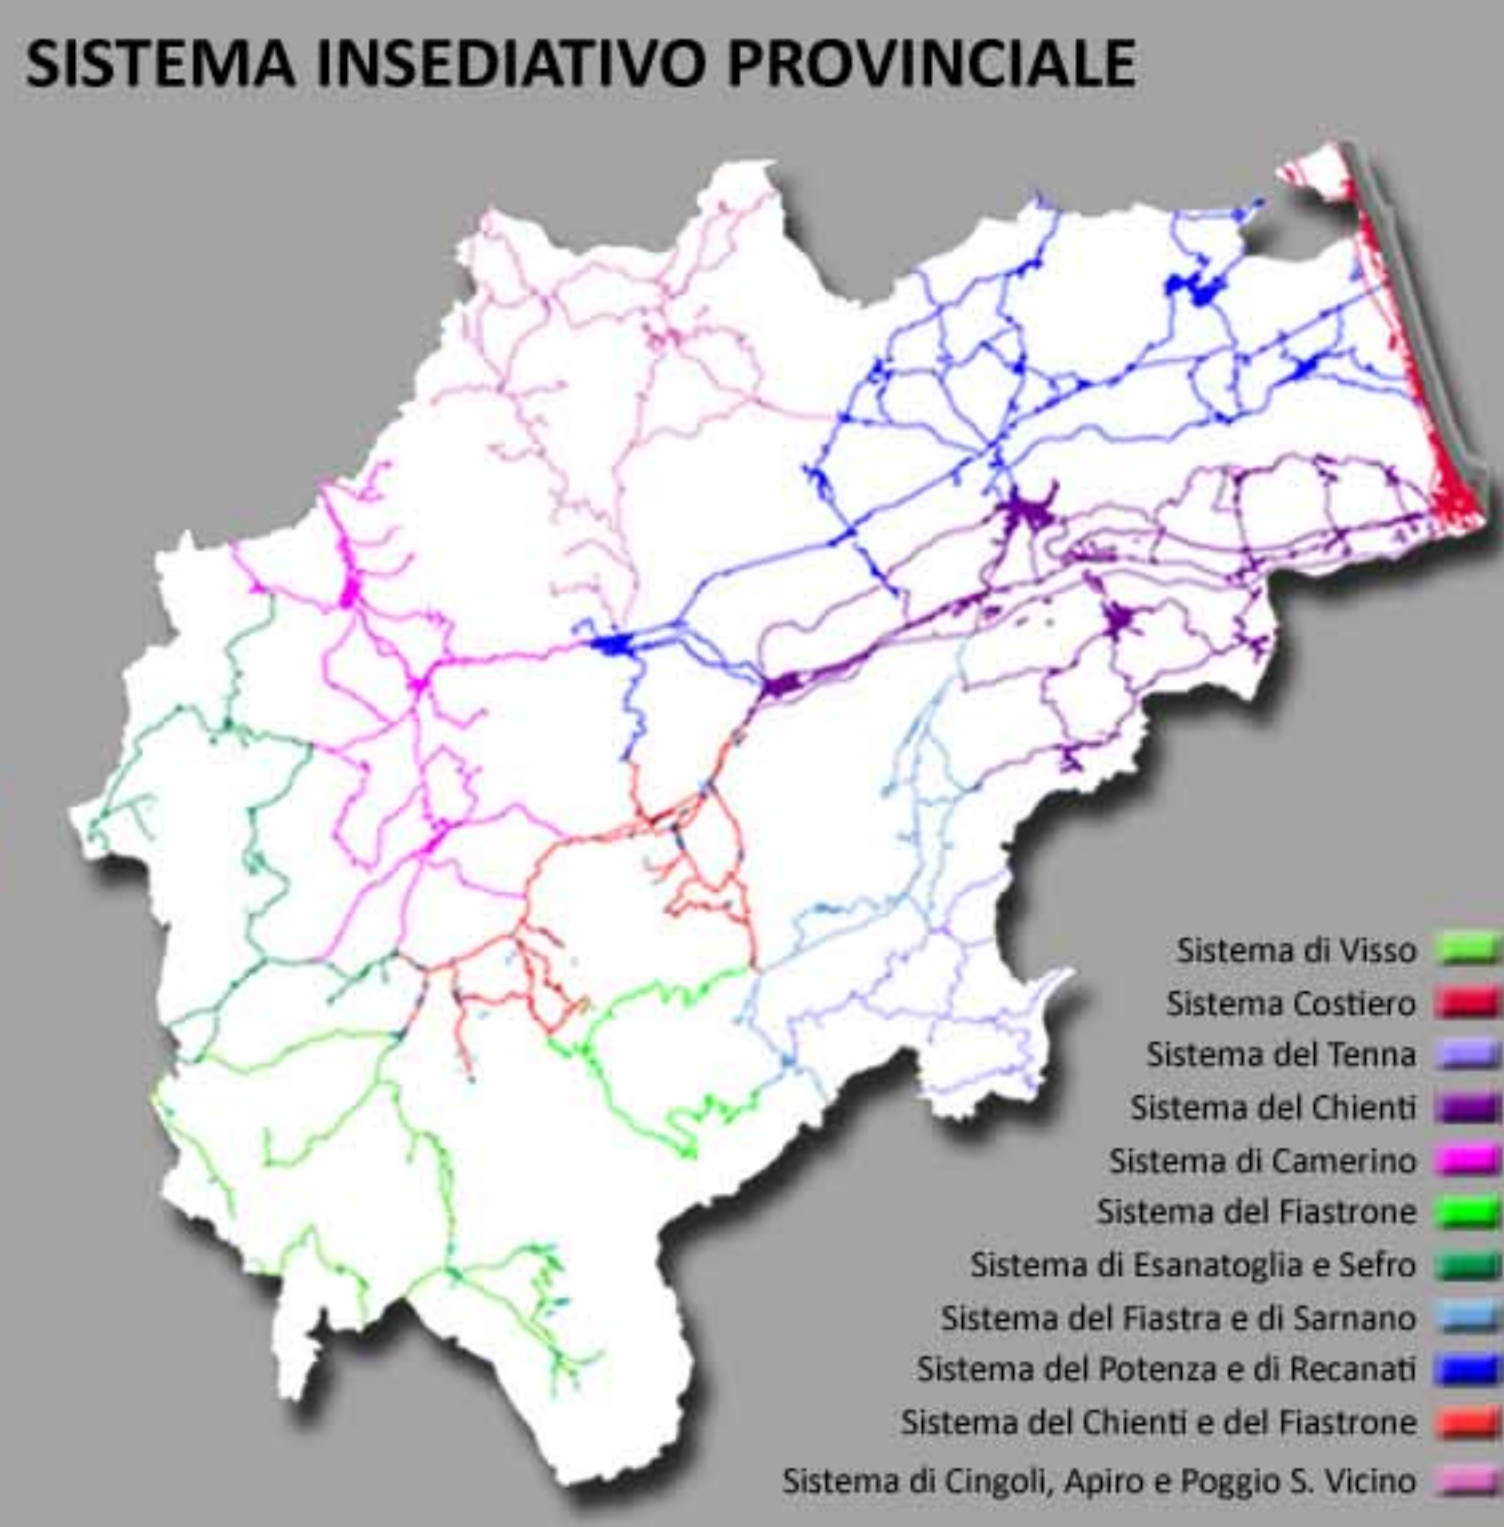 SISTEMA INSEDIATIVO PROVINCIALE
Sistema di Visso
Sistema Costiero
Sistema del Tenna
Sistema del Chienti
Sistema di Camerino
Sistema del Fiastrone
Sistema di Esanatoglia e Sefro
Sistema del Fiastra e di Sarnano
Sistema del Potenza e di Recanati
Sistema del Chienti e del Fiastrone
Sistema di Cingoli, Apiro e Poggio S. Vicino